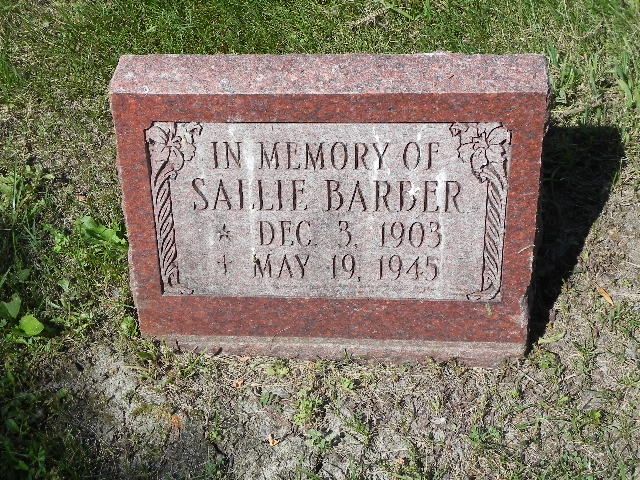 IN MEMORY OF
SALLIE BARBER
* DEC 3, 1903
† MAY 19, 1945